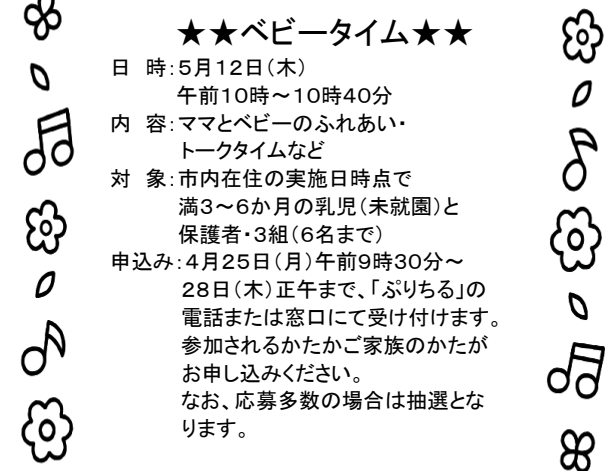 ★★ベビータイム★★
日　時:5月12日(木)
午前10時～10時40分
内　容:ママとベビーのふれあい・
トークタイムなど
対　象:市内在住の実施日時点で
満3～6か月の乳児(未就園)と
保護者・3組(6名まで)
申込み:4月25日(月)午前9時30分～
28日(木)正午まで、「ぷりちる」の
電話または窓口にて受け付けます。
参加されるかたかご家族のかたが
お申し込みください。
なお、応募多数の場合は抽選とな
ります。